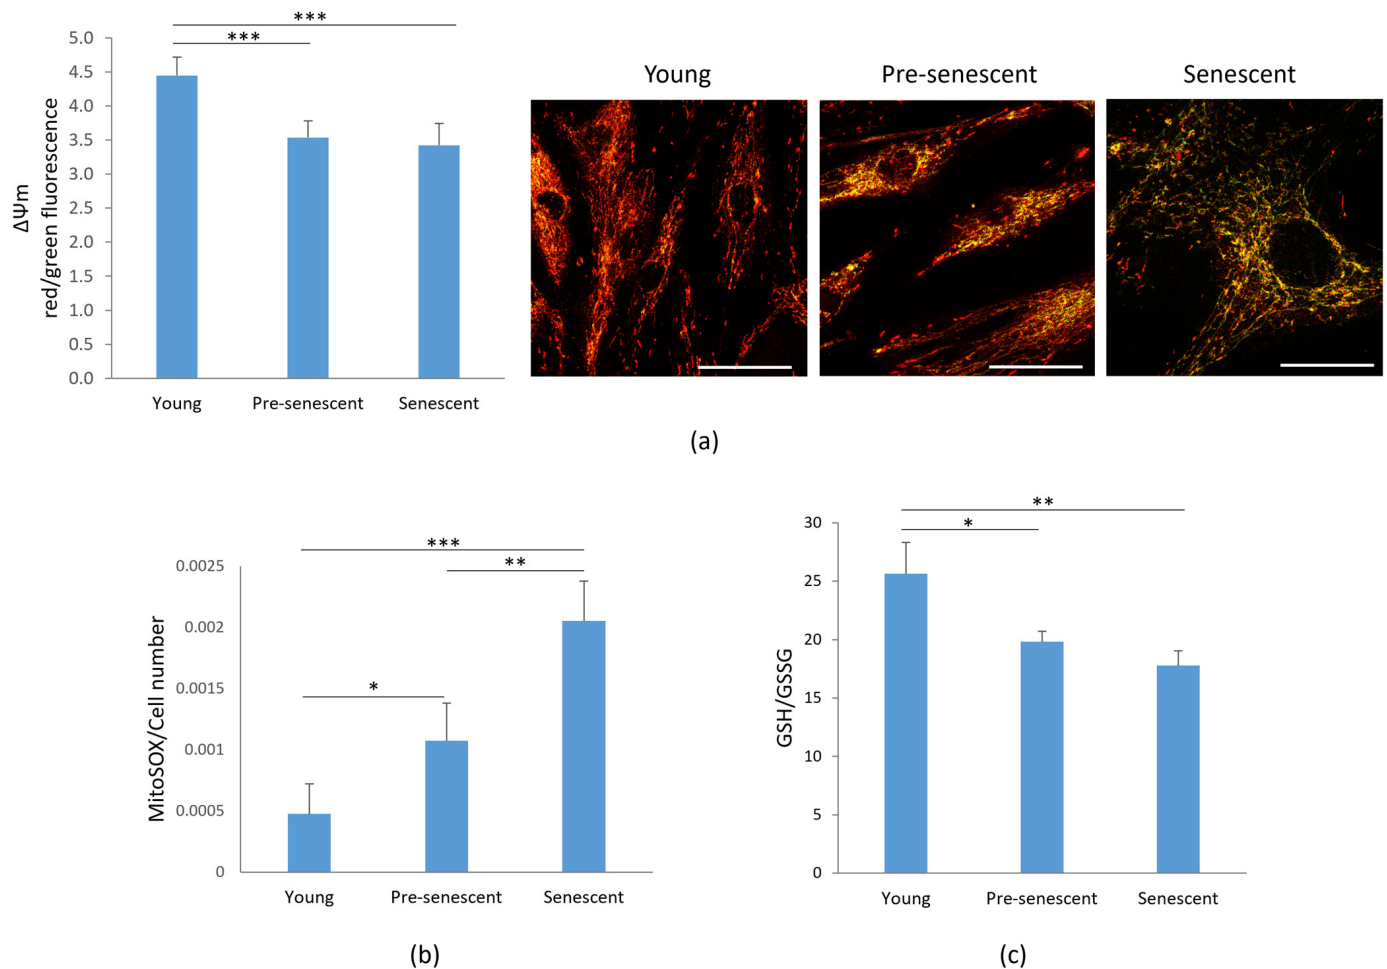 ***
***
5.0
4.5
4.0
3.5
3.0
2.5
2.0
1.5
1.0
0.5
0.0
ΔΨm
red/green fluorescence
Young
Pre-senescent
Senescent
Young
Pre-senescent
Senescent
(a)
***
**
*
0.0025
0.002
0.0015
0.001
0.0005
0
MitoSOX/Cell number
Young
Pre-senescent
Senescent
(b)
**
*
30
25
20
15
10
5
0
GSH/GSSG
Young
Pre-senescent
Senescent
(c)